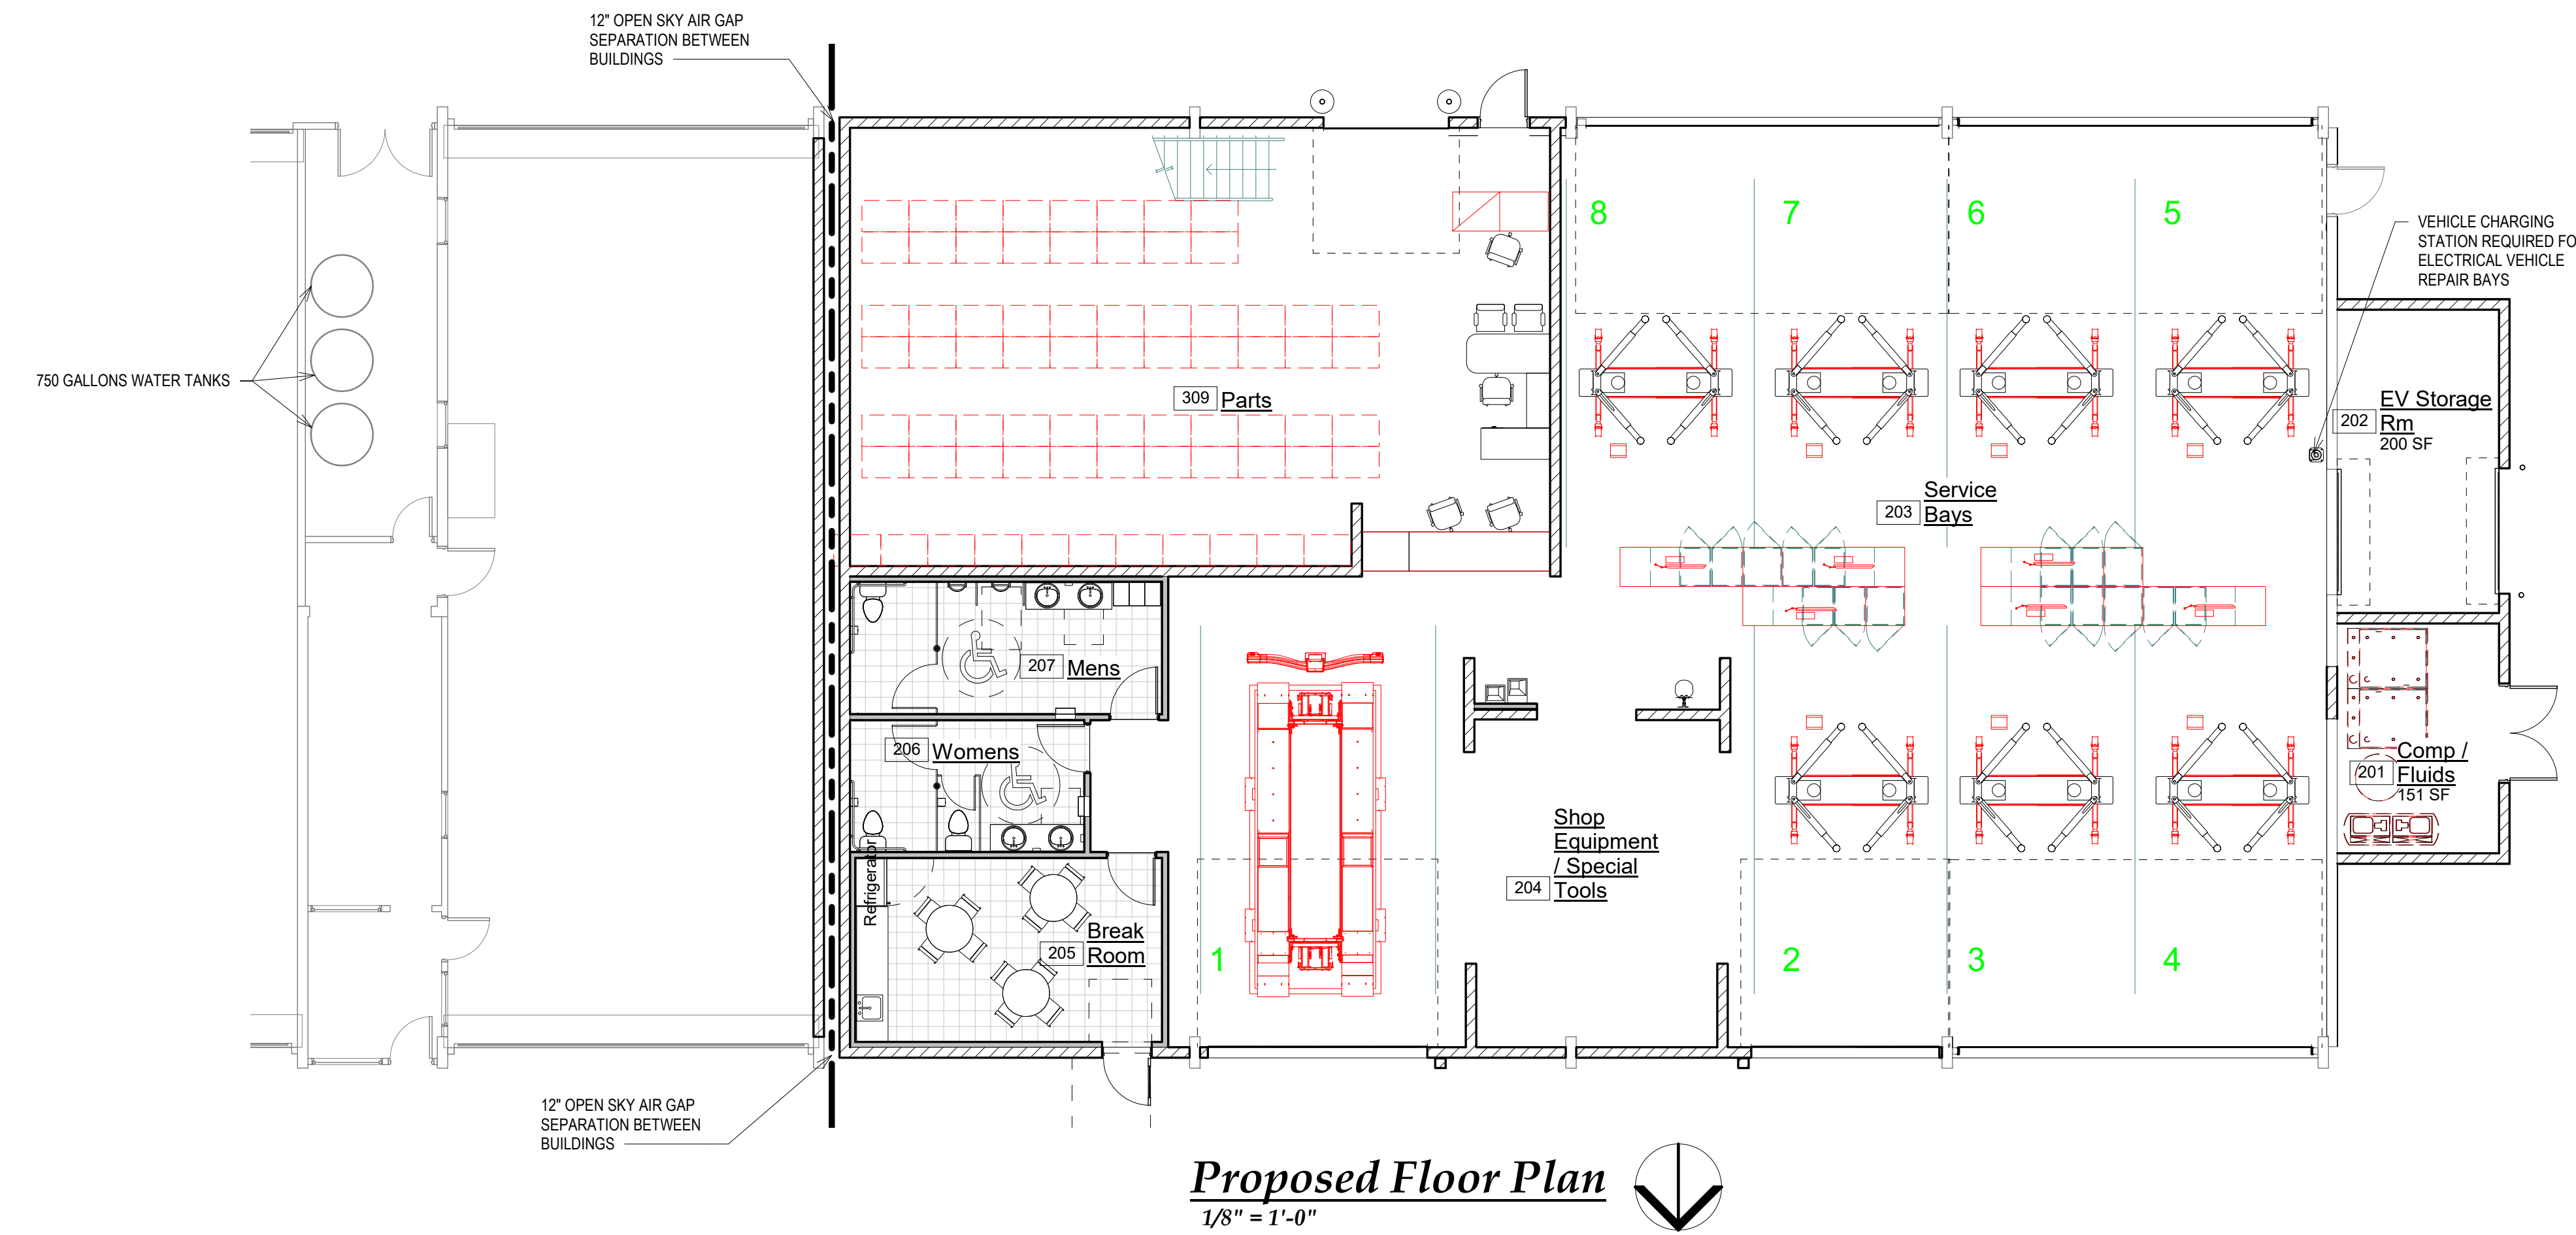 12" OPEN SKY AIR GAP
SEPARATION BETWEEN
BUILDINGS
8
7
6
5
VEHICLE CHARGING
STATION REQUIRED FO
ELECTRICAL VEHICLE
REPAIR BAYS
750 GALLONS WATER TANKS
309 Parts
EV Storage
202 Rm
200 SF
Service
203 Bays
207 Mens
206 Womens
Comp /
201 Fluids
151 SF
Refrigerator
Shop
Equipment
/ Special
204 Tools
Break
205 Room
1
2
3
4
12" OPEN SKY AIR GAP
SEPARATION BETWEEN
BUILDINGS
Proposed Floor Plan
1/8" = 1'-0"